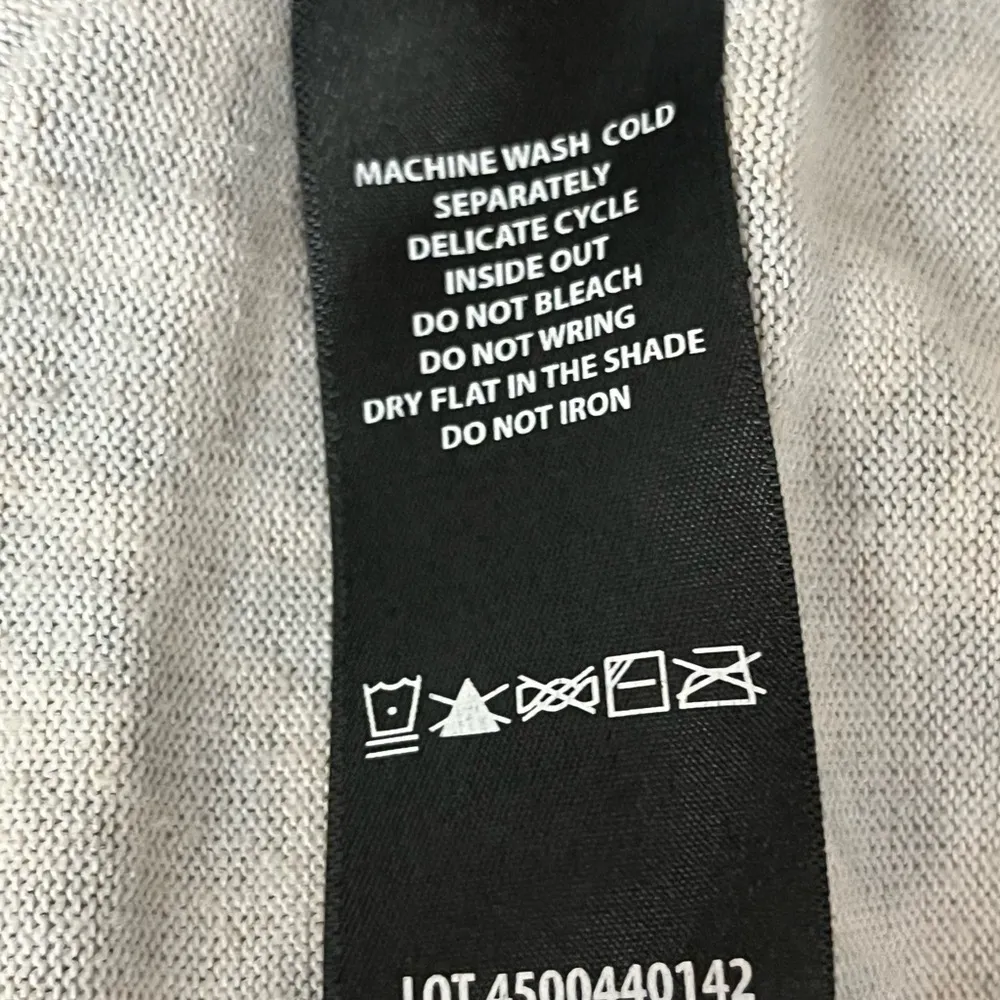 MACHINE WASH COLD
SEPARATELY
DELICATE CYCLE
INSIDE OUT
DO NOT BLEACH
DO NOT WRING
DRY FLAT IN THE SHADE
DO NOT IRON
LOT 4500440142